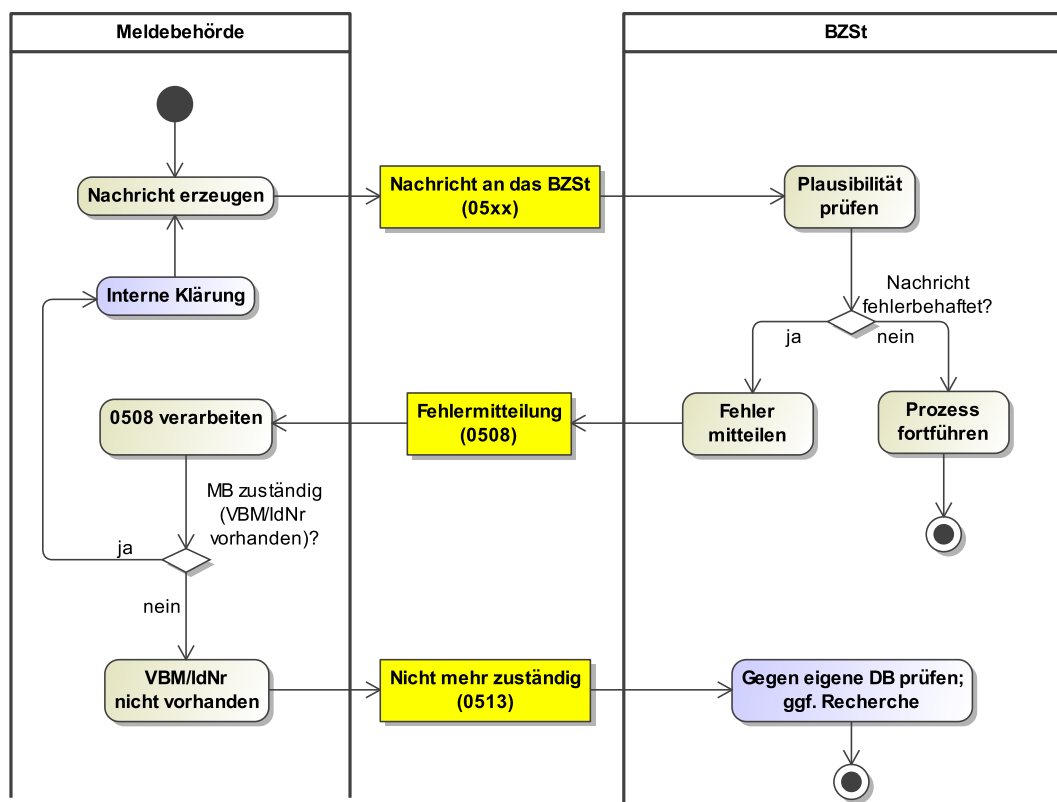 Meldebehörde
BZSt
Nachricht erzeugen
Nachricht an das BZSt
(05xx)
Plausibilität
prüfen
Interne Klärung
Nachricht
fehlerbehaftet?
ja
nein
0508 verarbeiten
Fehlermitteilung
(0508)
Fehler
mitteilen
Prozess
fortführen
MB zuständig
(VBM/IdNr
vorhanden)?
ja
nein
VBM/IdNr
nicht vorhanden
Nicht mehr zuständig
(0513)
Gegen eigene DB prüfen;
ggf. Recherche